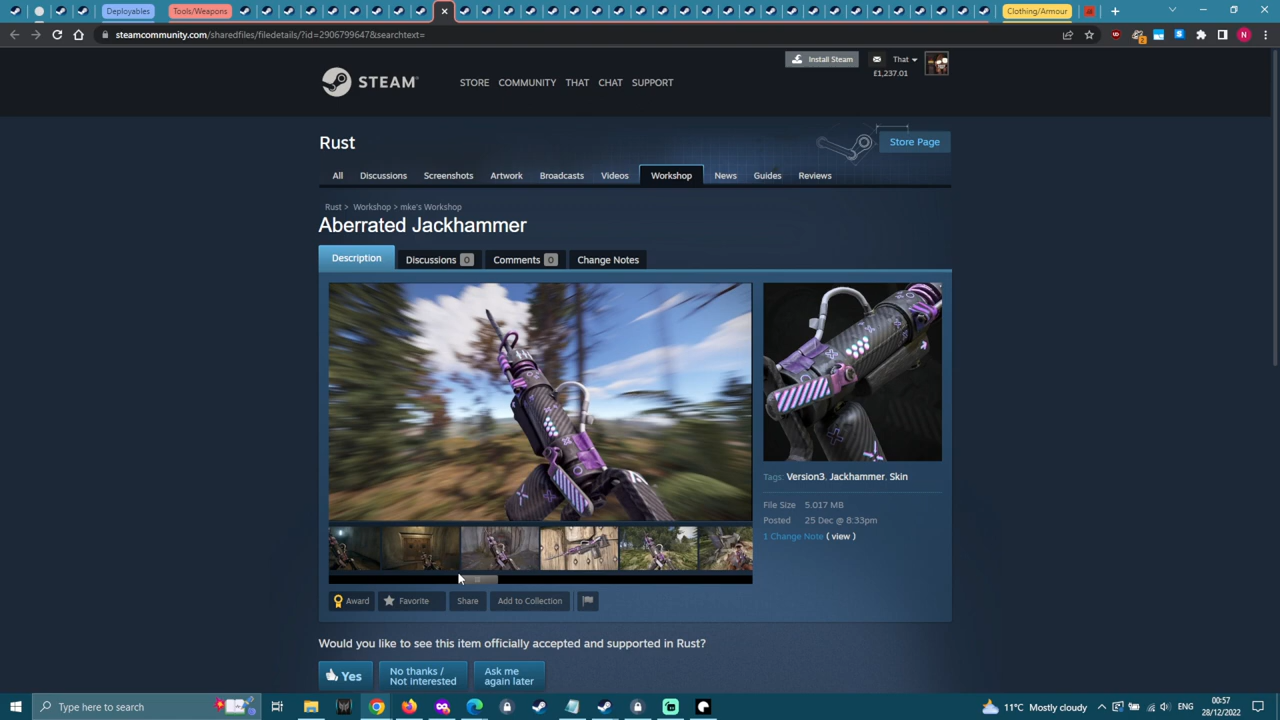 Deployables
Tools/Weapons
Clothing/Armour
steamcommunity.com/sharedfiles/filedetails/?id=2906799647&searchtext=
N
Install Steam
That
£1,237.01
STEAM
STORE COMMUNITY THAT CHAT SUPPORT
Rust
Store Page
All Discussions Screenshots Artwork Broadcasts Videos Workshop News Guides Reviews
Rust > Workshop > mke's Workshop
Aberrated Jackhammer
Description Discussions 0 Comments 0 Change Notes
Tags: Version3, Jackhammer, Skin
File Size 5.017 MB
Posted 25 Dec @ 8:33pm
1 Change Note ( view )
Award Favorite Share Add to Collection
Would you like to see this item officially accepted and supported in Rust?
Yes
No thanks /
Not interested
Ask me
again later
Type here to search
11°C Mostly cloudy
ENG
00:57
28/12/2022